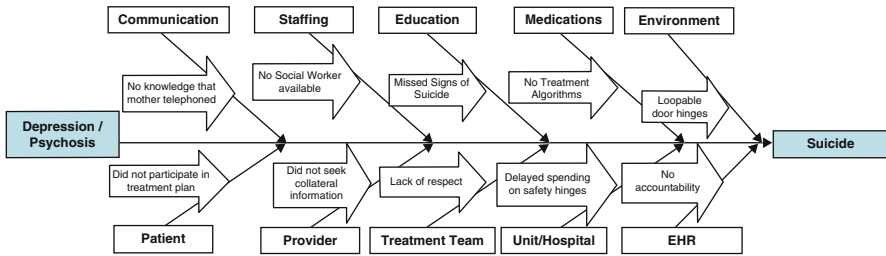 Communication
Staffing
Education
Medications
Environment
No knowledge that
mother telephoned
No Social Worker
available
Missed Signs of
Suicide
No Treatment
Algorithms
Loopable
door hinges
Depression /
Psychosis
Suicide
Did not participate in
treatment plan
Did not seek
collateral
information
Lack of respect
Delayed spending
on safety hinges
No
accountability
Patient
Provider
Treatment Team
Unit/Hospital
EHR